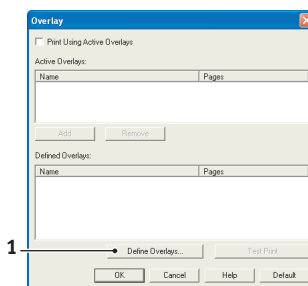 Overlay
Print Using Active Overlays
Active Overlays:
Name Pages
Add Remove
Defined Overlays:
Name Pages
1 Define Overlays... Test Print
OK Cancel Help Default